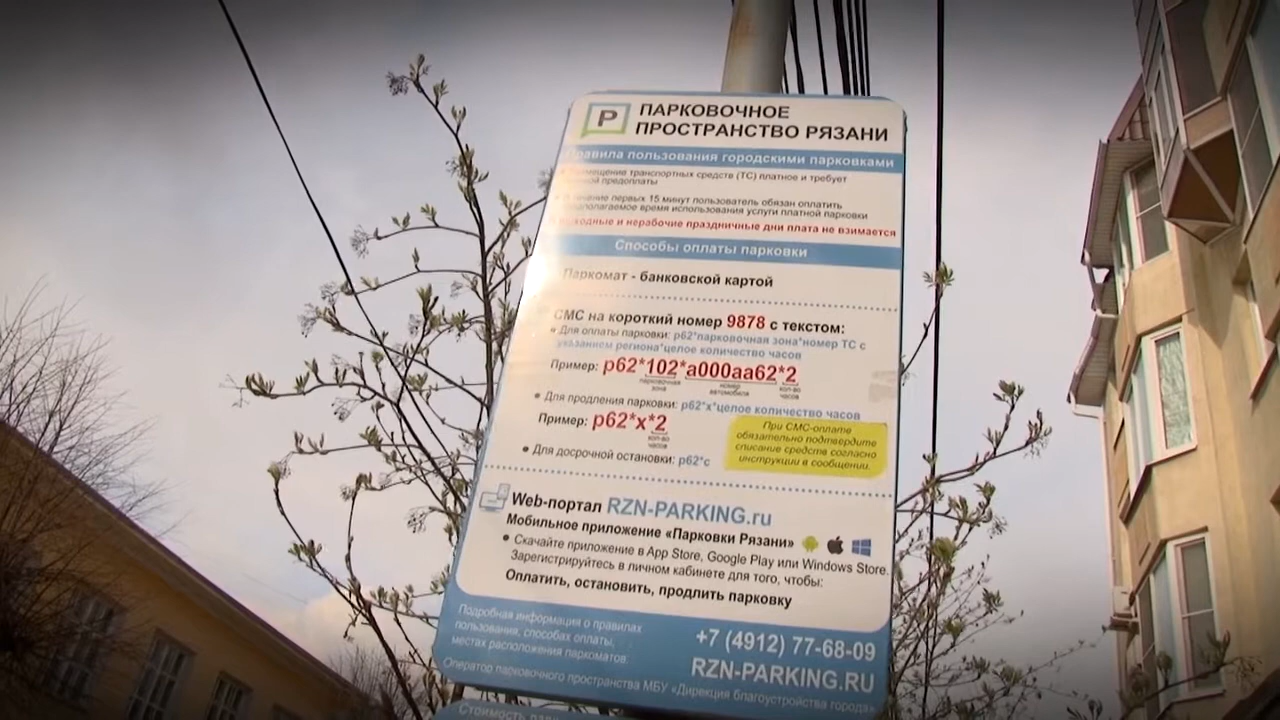 P
ПАРКОВОЧНОЕ
ПРОСТРАНСТВО РЯЗАНИ
Правила пользования городскими парковками
транспортных средств (ТС) платное и требует
предоплаты
первых 15 минут пользователь обязан оплатить
предполагаемое время использования услуги платной парковки
выходные и нерабочие праздничные дни плата не взимается
Способы оплаты парковки
Паркомат - банковской картой
СМС на короткий номер 9878 с текстом:
• Для оплаты парковки: р62*парковочная зона*номер ТС с
указанием региона*целое количество часов
Пример: р62*102*а000аа62*2
парковочная
зона
номер
автомобиля
кол-во
часов
• Для продления парковки: р62*х*целое количество часов
Пример: р62*х*2
кол-во
часов
При СМС-оплате
обязательно подтвердите
списание средств согласно
инструкции в сообщении.
• Для досрочной остановки: р62*с
Web-портал RZN-PARKING.ru
Мобильное приложение «Парковки Рязани»
• Скачайте приложение в App Store, Google Play или Windows Store.
Зарегистрируйтесь в личном кабинете для того, чтобы:
Оплатить, остановить, продлить парковку
Подробная информация о правилах
пользования, способах оплаты,
местах расположения паркоматов:
+7 (4912) 77-68-09
RZN-PARKING.RU
Оператор парковочного пространства МБУ «Дирекция благоустройства города»
Стоимость